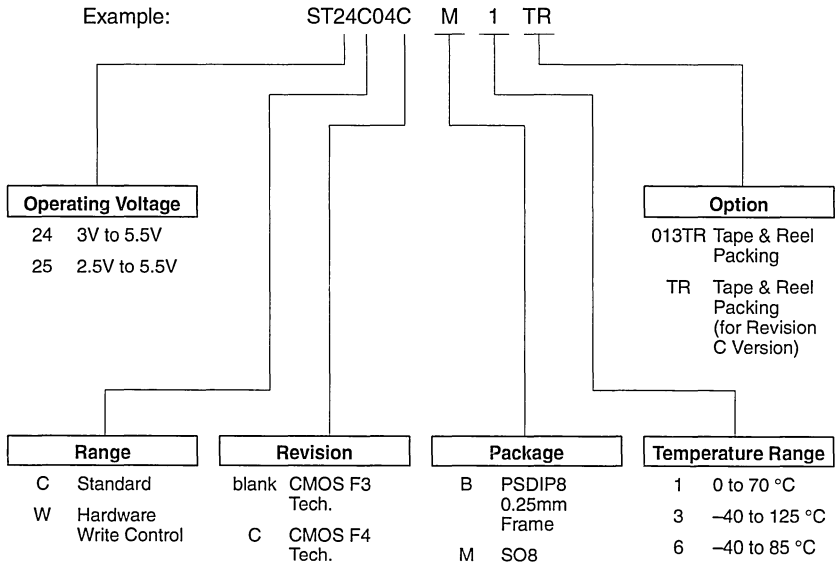 Example: ST24C04C M 1 TR
Operating Voltage
24 3V to 5.5V
25 2.5V to 5.5V
Option
013TR Tape & Reel
Packing
TR Tape & Reel
Packing
(for Revision
C Version)
Range
C Standard
W Hardware
Write Control
Revision
blank CMOS F3
Tech.
C CMOS F4
Tech.
Package
B PSDIP8
0.25mm
Frame
M SO8
Temperature Range
1 0 to 70 °C
3 –40 to 125 °C
6 –40 to 85 °C